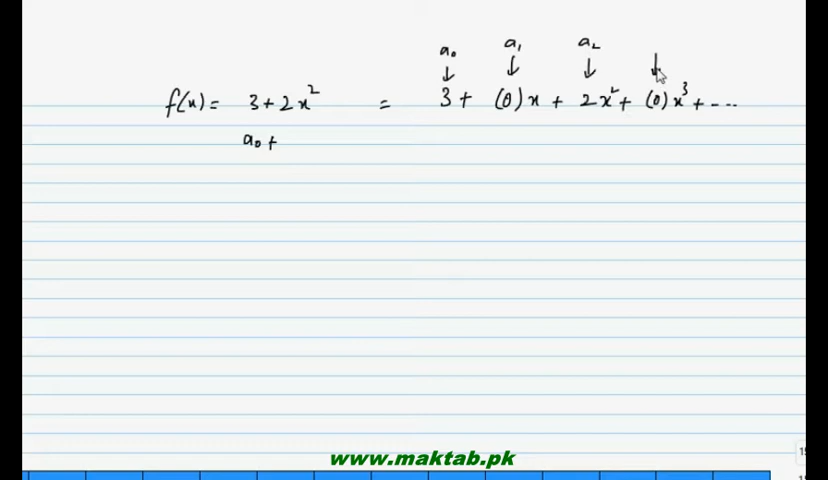 a₀ a₁ a₂
↓ ↓ ↓ ↓
f(x) = 3 + 2x² = 3 + (0)x + 2x² + (0)x³ + - - -
a₀ +
www.maktab.pk